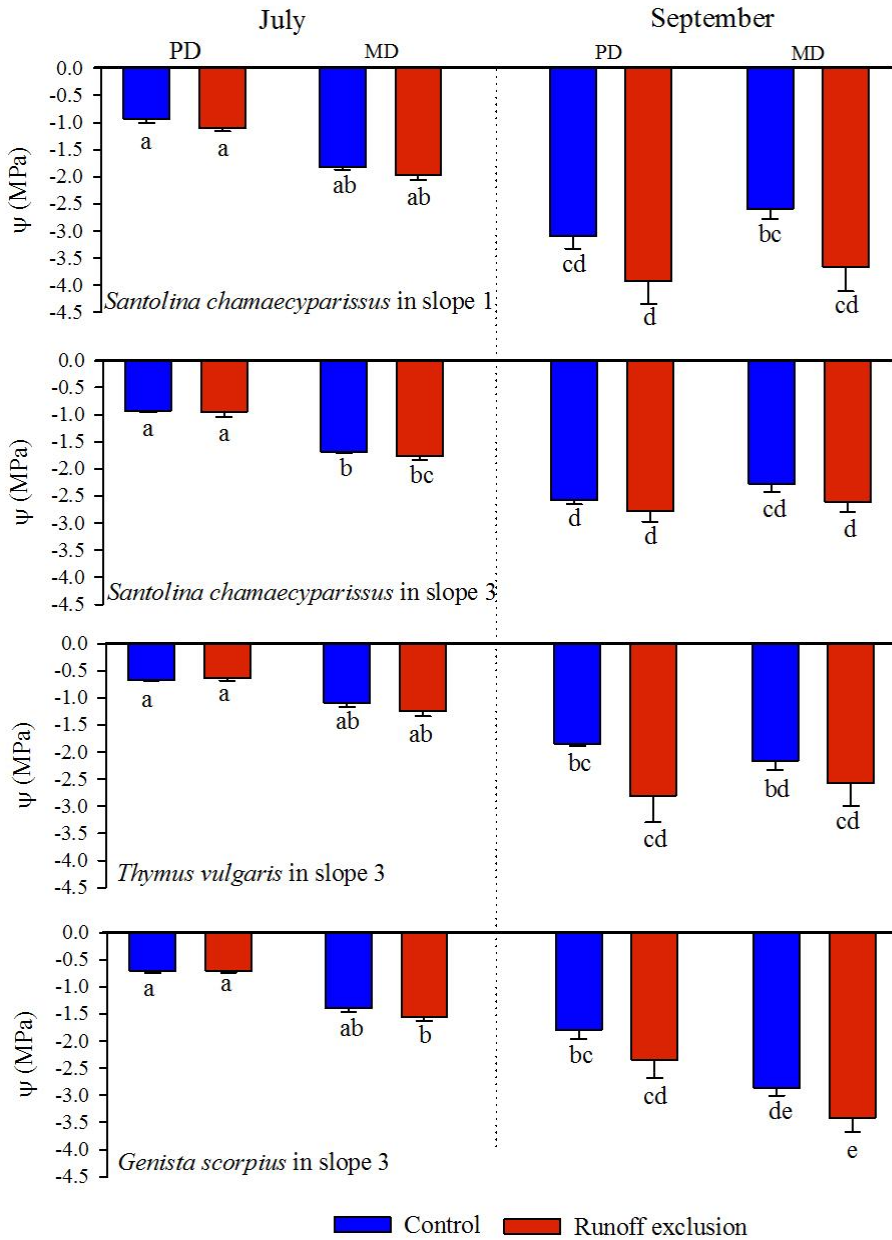 July September
PD MD PD MD
0.0
-0.5
-1.0
-1.5
-2.0
-2.5
-3.0
-3.5
-4.0
-4.5
Ψ (MPa)
a a ab ab cd d bc cd
Santolina chamaecyparissus in slope 1
0.0
-0.5
-1.0
-1.5
-2.0
-2.5
-3.0
-3.5
-4.0
-4.5
Ψ (MPa)
a a b bc d d cd d
Santolina chamaecyparissus in slope 3
0.0
-0.5
-1.0
-1.5
-2.0
-2.5
-3.0
-3.5
-4.0
-4.5
Ψ (MPa)
a a ab ab bc cd bd cd
Thymus vulgaris in slope 3
0.0
-0.5
-1.0
-1.5
-2.0
-2.5
-3.0
-3.5
-4.0
-4.5
Ψ (MPa)
a a ab b bc cd de e
Genista scorpius in slope 3
Control Runoff exclusion